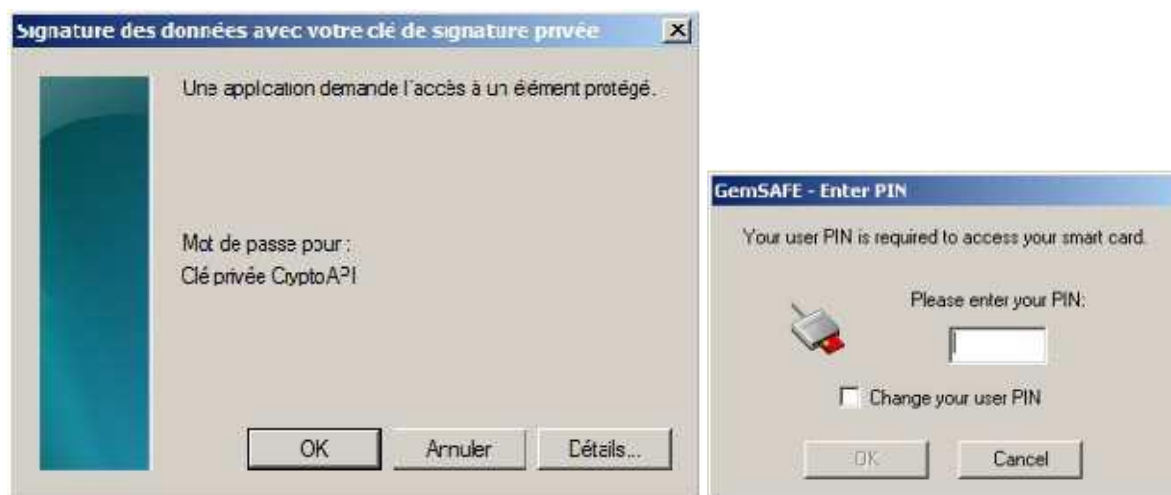 Signature des données avec votre clé de signature privée
Une application demande l'accès à un élément protégé.
Mot de passe pour :
Clé privée CryptoAPI
OK
Annuler
Détails...
GemSAFE - Enter PIN
Your user PIN is required to access your smart card.
Please enter your PIN:
Change your user PIN
OK
Cancel